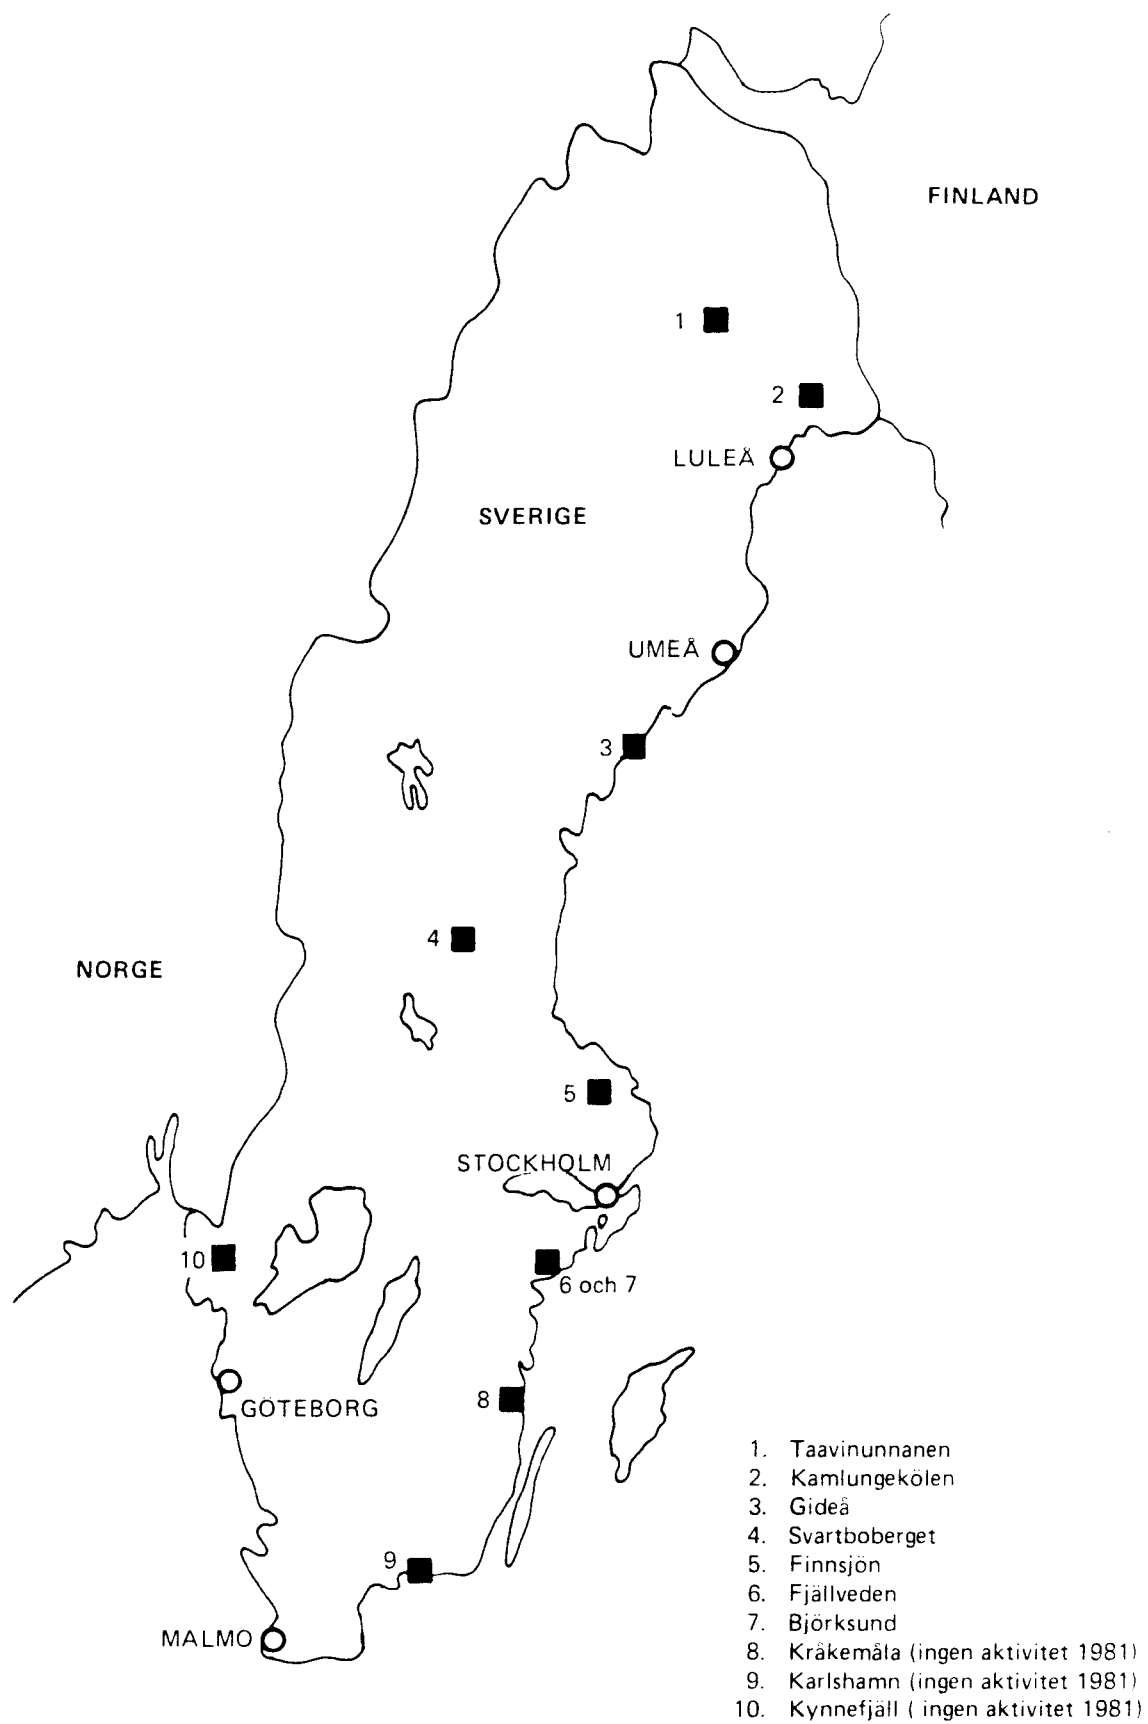 FINLAND
1
2
LULEÅ
SVERIGE
UMEÅ
3
4
NORGE
5
STOCKHOLM
10
6 och 7
8
GÖTEBORG
9
MALMO
1. Taavinunnanen
2. Kamlungekölen
3. Gideå
4. Svartboberget
5. Finnsjön
6. Fjällveden
7. Björksund
8. Kråkemåla (ingen aktivitet 1981)
9. Karlshamn (ingen aktivitet 1981)
10. Kynnefjäll ( ingen aktivitet 1981)